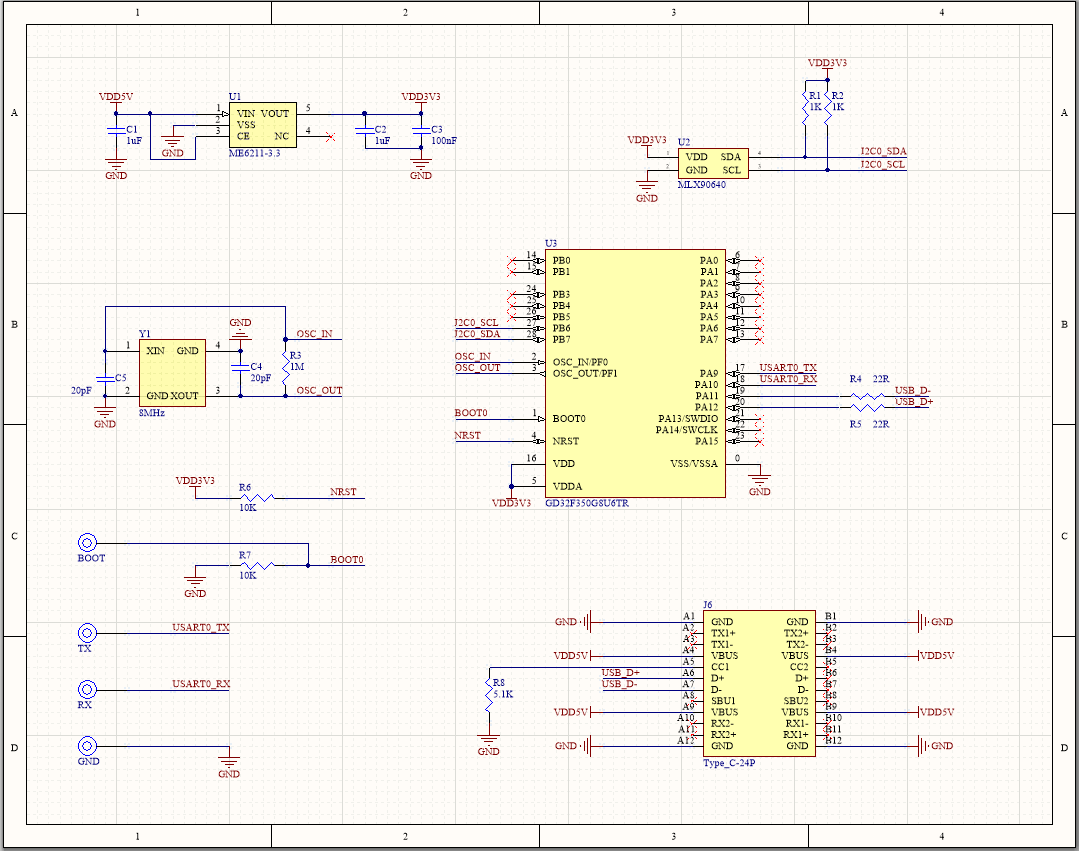 1 2 3 4
A A
B B
C C
D D
VDD5V
C1
1uF
GND
GND
U1
1 VIN VOUT 5
2 VSS
3 CE NC 4
ME6211-3.3
VDD3V3
C2
1uF
C3
100nF
GND
VDD3V3
R1
1K
R2
1K
VDD3V3
U2
1 VDD SDA 4 I2C0_SDA
2 GND SCL 3 I2C0_SCL
MLX90640
GND
Y1
1 XIN GND 4
2 GND XOUT 3
8MHz
C5
20pF
GND
GND
C4
20pF
R3
1M
OSC_IN
OSC_OUT
U3
14 PB0 PA0 6
15 PB1 PA1
PA2
24 PB3 PA3 9
25 PB4 PA4 10
26 PB5 PA5 11
I2C0_SCL PB6 PA6 12
I2C0_SDA 28 PB7 PA7 13
OSC_IN 2 OSC_IN/PF0
OSC_OUT 3 OSC_OUT/PF1
PA9 17 USART0_TX
PA10 18 USART0_RX
PA11 19
PA12 20
R4 22R
USB_D-
USB_D+
R5 22R
BOOT0 1 BOOT0 PA13/SWDIO
PA14/SWCLK
NRST 4 NRST PA15 23
16 VDD VSS/VSSA 0
5 VDDA
VDD3V3
GD32F350G8U6TR
GND
VDD3V3
R6
10K
NRST
BOOT
R7
10K
BOOT0
GND
TX
USART0_TX
RX
USART0_RX
GND
GND
J6
GND A1 GND GND B1 GND
A2 TX1+ TX2+ B2
A3 TX1- TX2- B3
VDD5V A4 VBUS VBUS B4 VDD5V
A5 CC1 CC2 B5
USB_D+ A6 D+ D+ B6
USB_D- A7 D- D- B7
A8 SBU1 SBU2 B8
VDD5V A9 VBUS VBUS B9 VDD5V
A10 RX2- RX1- B10
A11 RX2+ RX1+ B11
GND A12 GND GND B12 GND
Type_C-24P
R8
5.1K
GND
1 2 3 4